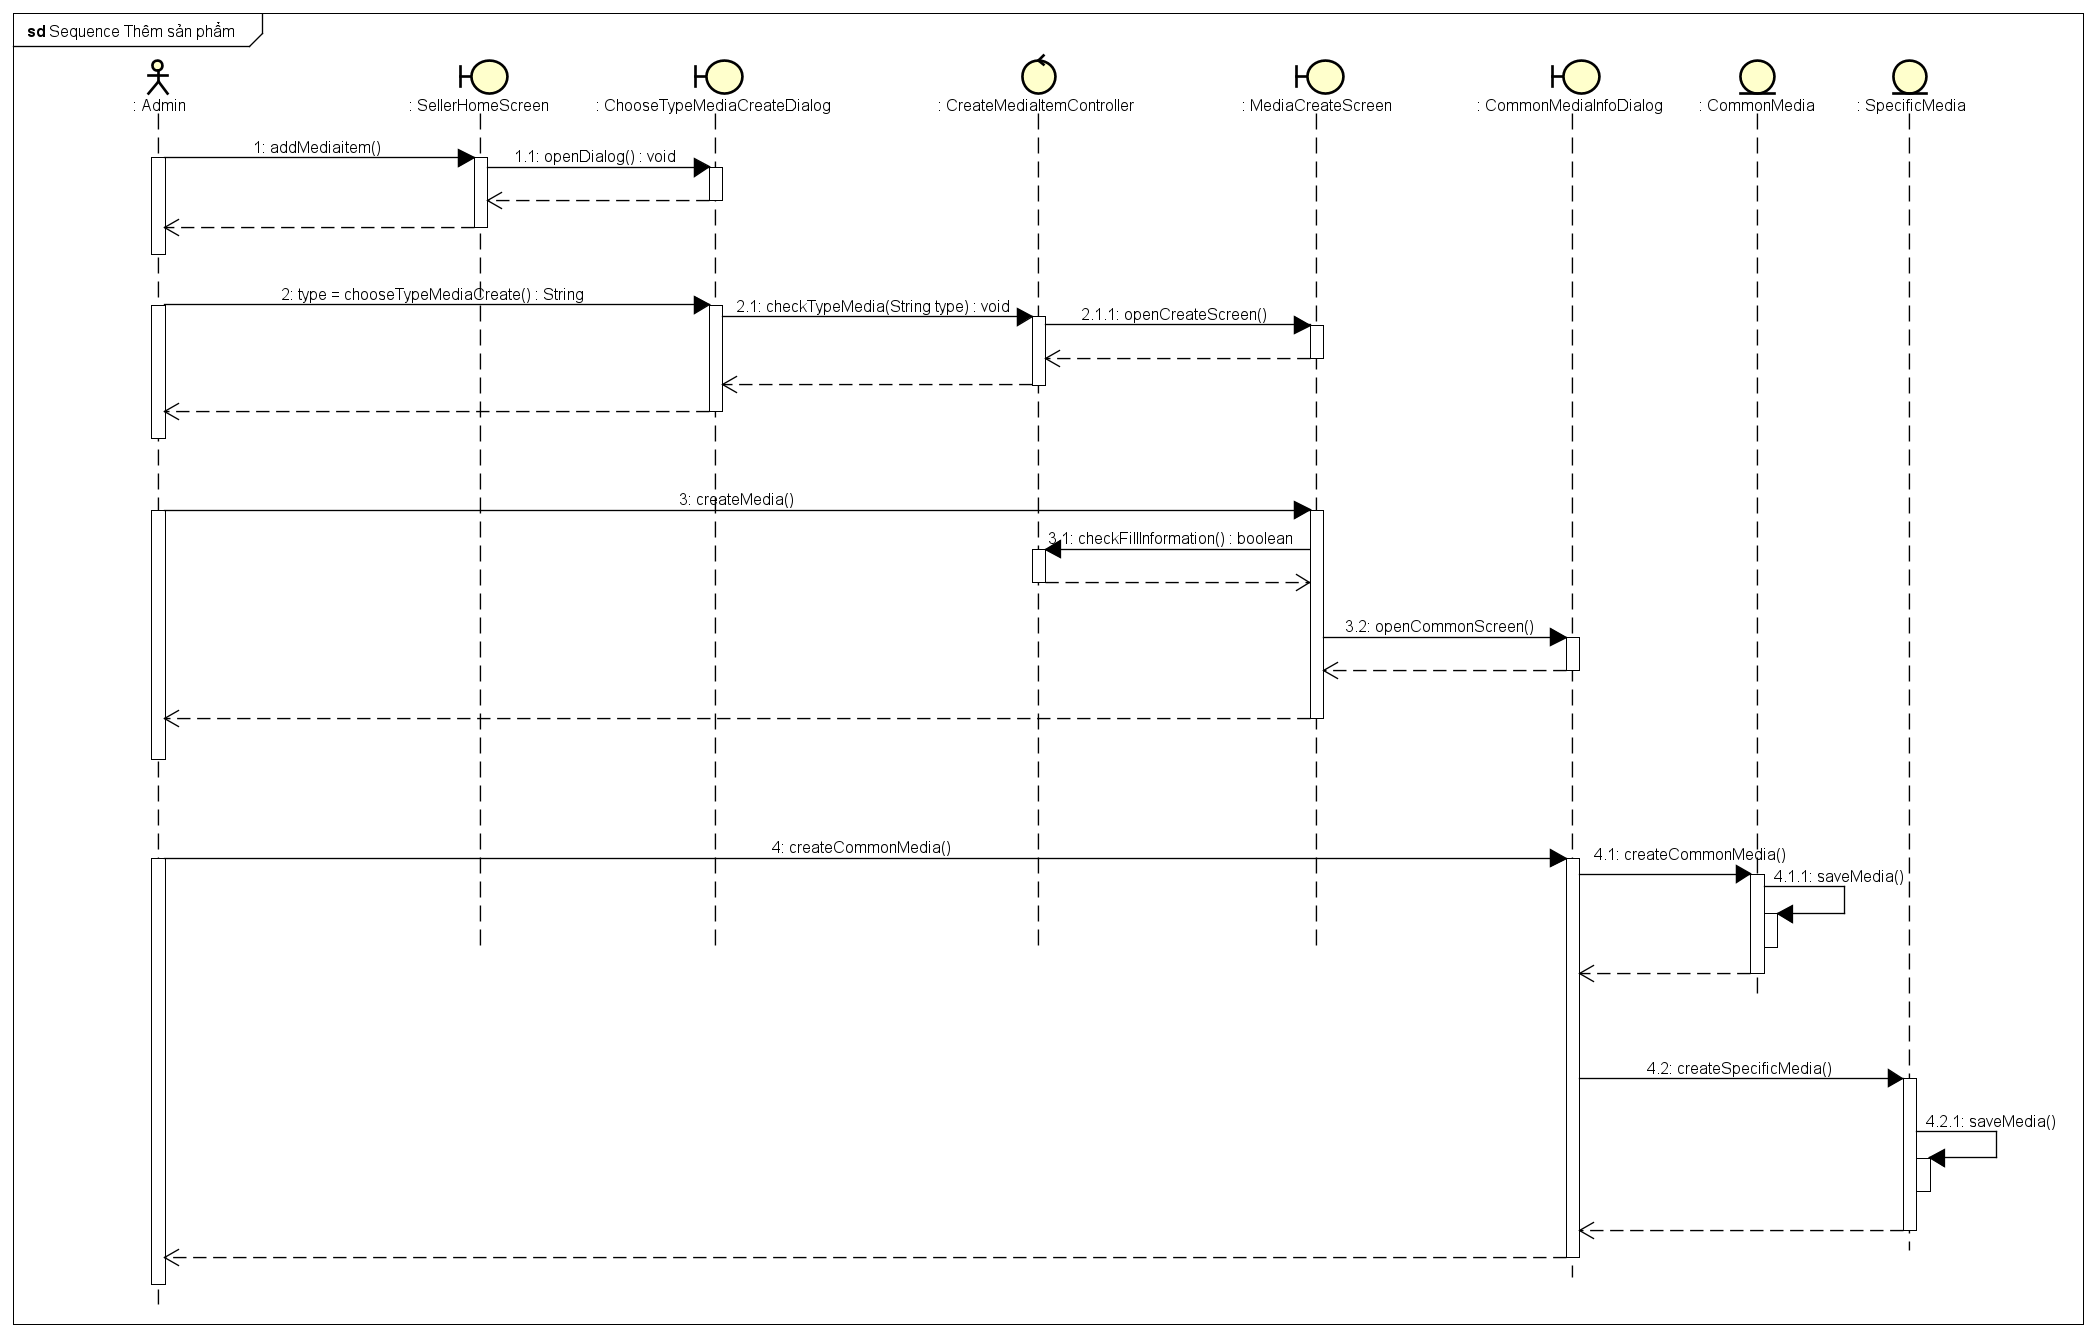 sd Sequence Thêm sản phẩm
: Admin
: SellerHomeScreen
: ChooseTypeMediaCreateDialog
: CreateMediaItemController
: MediaCreateScreen
: CommonMediaInfoDialog
: CommonMedia
: SpecificMedia
1: addMediaitem()
1.1: openDialog() : void
2: type = chooseTypeMediaCreate() : String
2.1: checkTypeMedia(String type) : void
2.1.1: openCreateScreen()
3: createMedia()
3.1: checkFillInformation() : boolean
3.2: openCommonScreen()
4: createCommonMedia()
4.1: createCommonMedia()
4.1.1: saveMedia()
4.2: createSpecificMedia()
4.2.1: saveMedia()